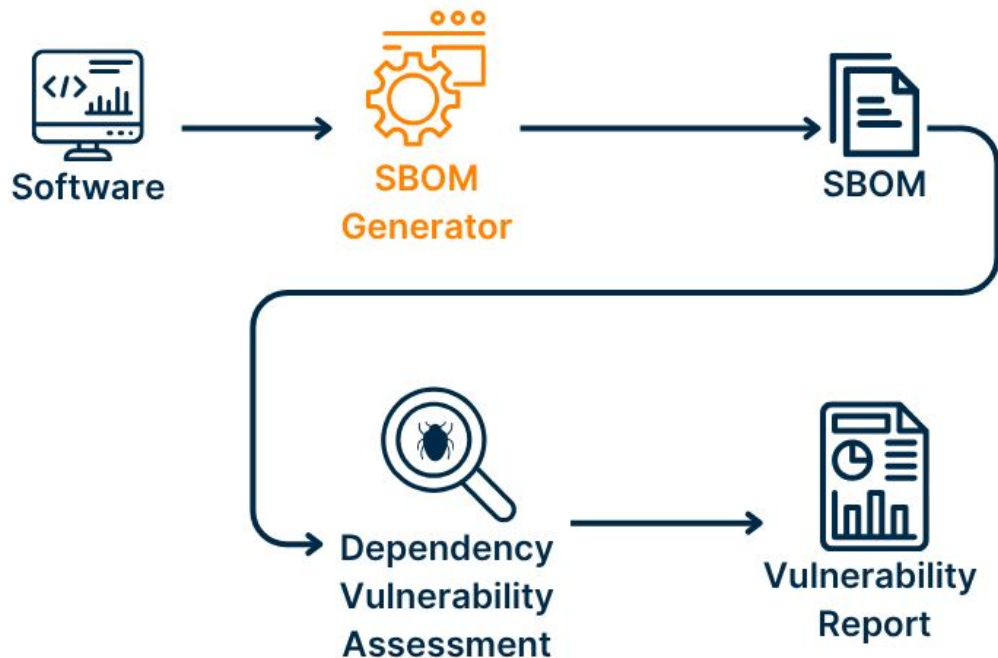 </>
Software
SBOM
Generator
SBOM
Dependency
Vulnerability
Assessment
Vulnerability
Report